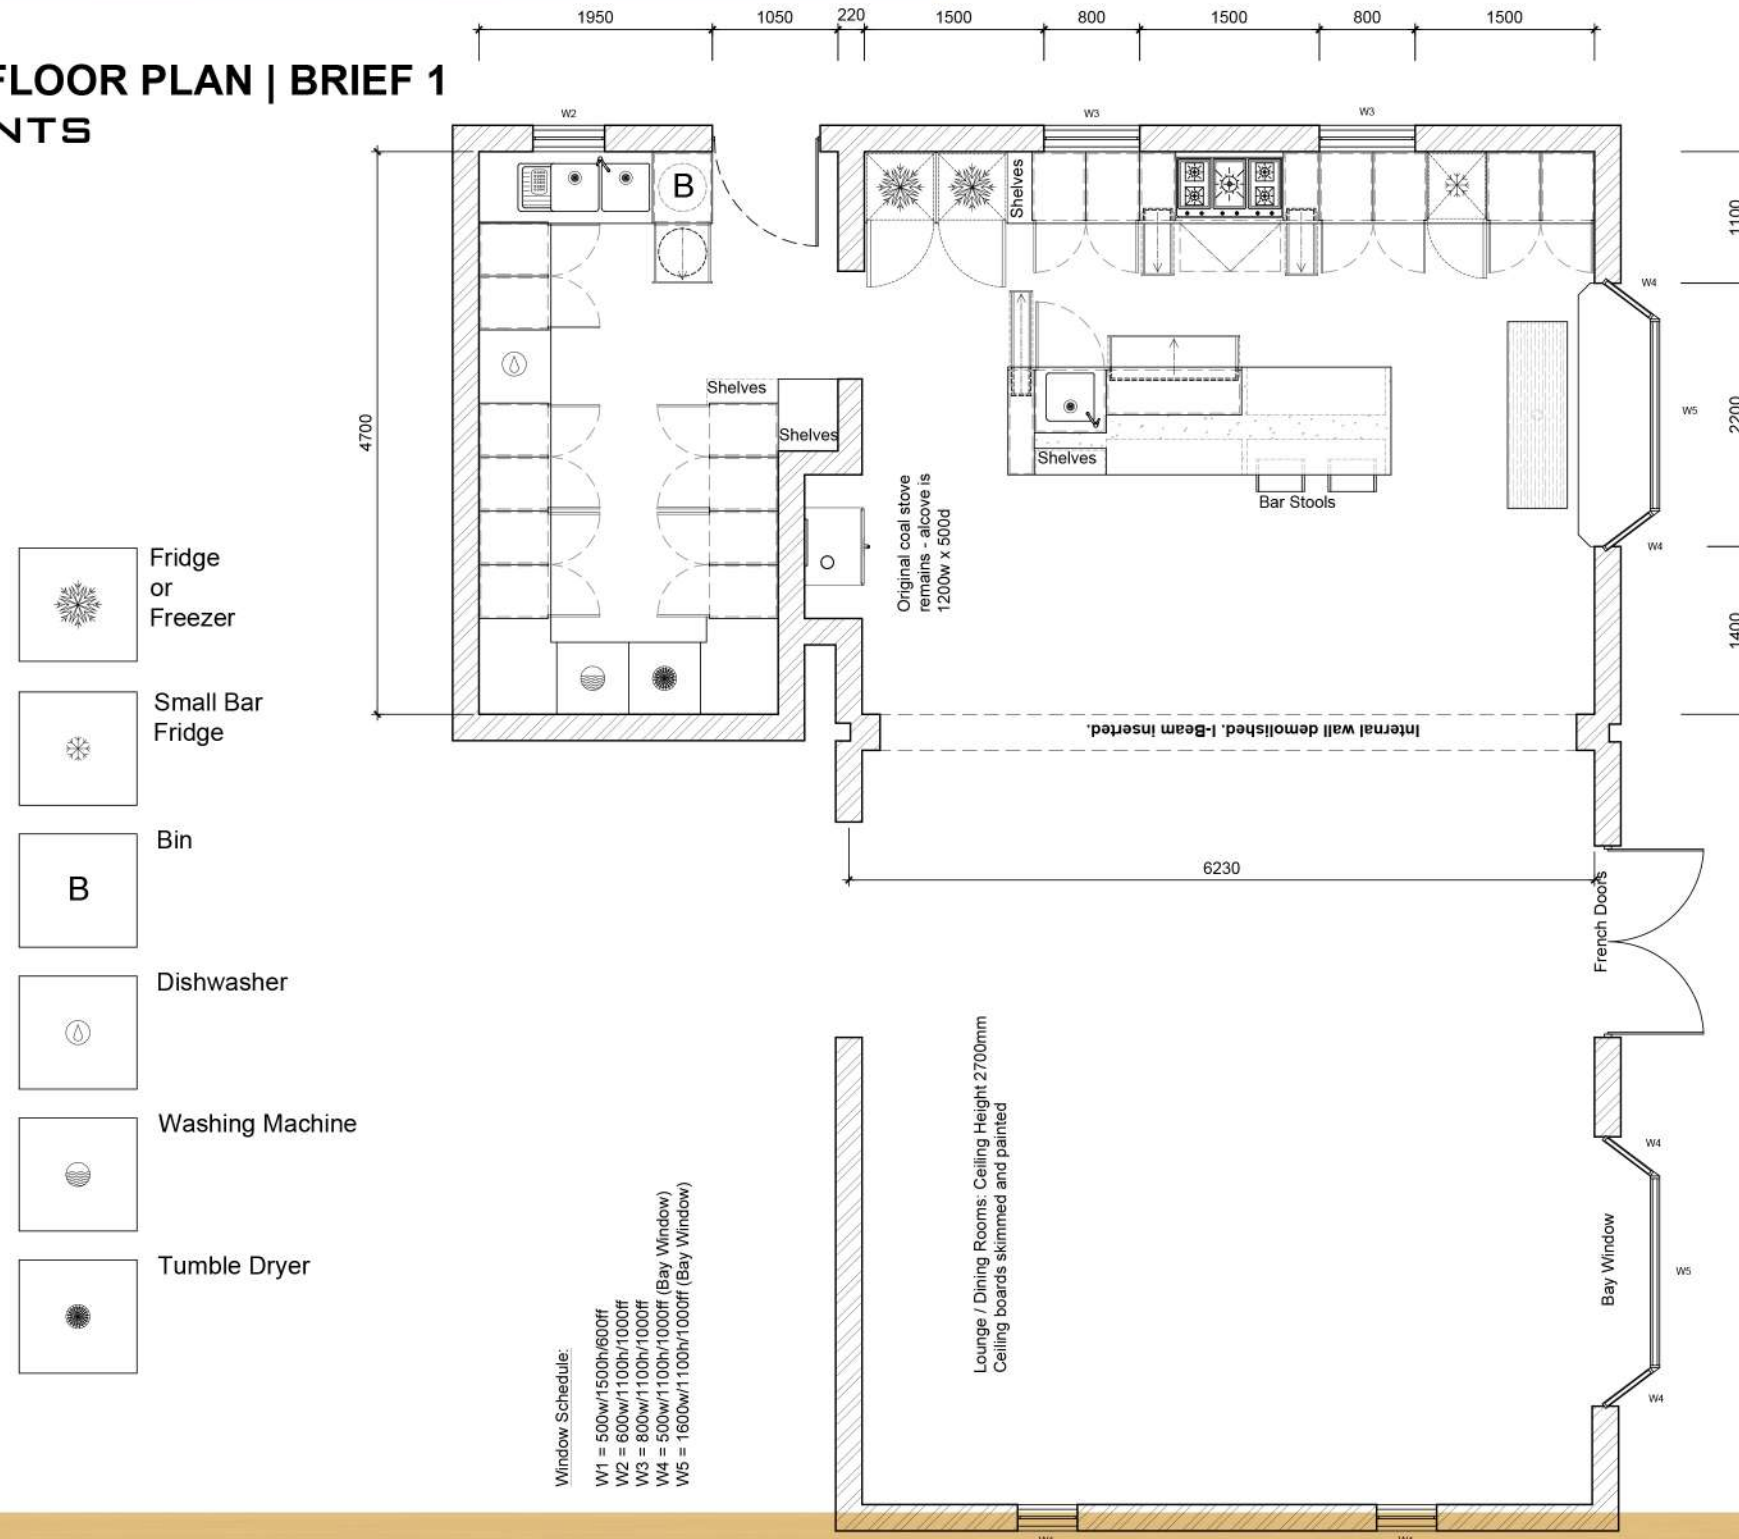 1950 1050 220 1500 800 1500 800 1500
FLOOR PLAN | BRIEF 1
NTS
W2
W3
W3
B
Shelves
1100
W4
4700
Shelves
Shelves
Shelves
Bar Stools
W5
2200
W4
Original coal stove
remains - alcove is
1200w x 500d
1400
Internal wall demolished. I-Beam inserted.
6230
French Doors
Fridge
or
Freezer
Small Bar
Fridge
Bin
B
Dishwasher
Washing Machine
Tumble Dryer
Window Schedule:
W1 = 500w/1500h/600ff
W2 = 600w/1100h/1000ff
W3 = 800w/1100h/1000ff
W4 = 500w/1100h/1000ff (Bay Window)
W5 = 1600w/1100h/1000ff (Bay Window)
Lounge / Dining Rooms: Ceiling Height 2700mm
Ceiling boards skimmed and painted
W4
Bay Window
W5
W4